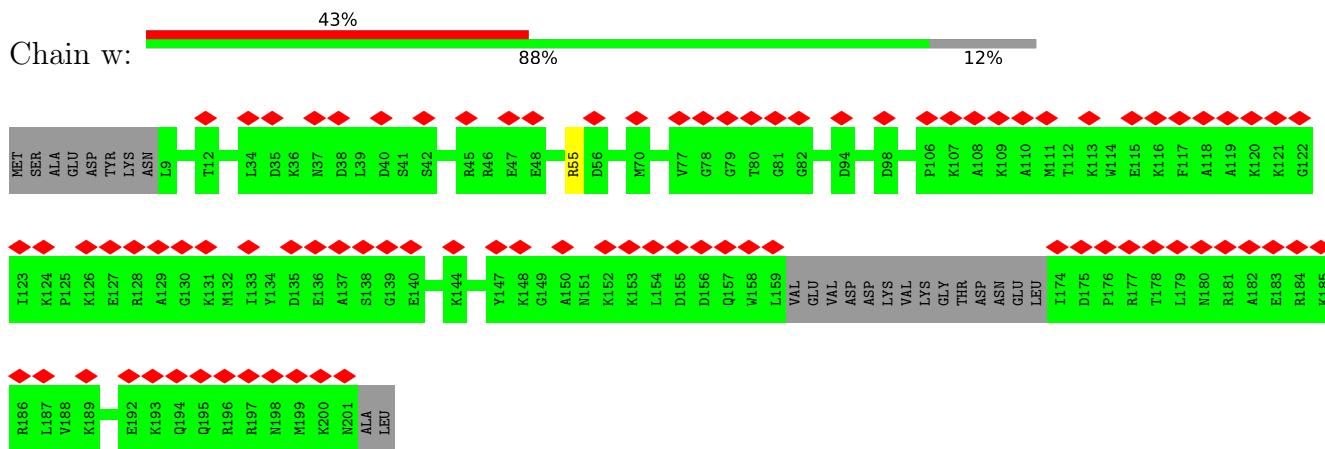 43%
Chain w:
88% 12%
MET SER ALA GLU ASP TYR LYS ASN L9 T12 L34 D35 K36 N37 D38 L39 D40 S41 S42 R45 R46 E47 E48 R55 D56 M70 V77 G78 G79 T80 G81 G82 D94 D98 P106 K107 A108 K109 A110 M111 T112 K113 W114 E115 K116 F117 A118 A119 K120 K121 G122
I123 K124 P125 K126 E127 R128 A129 G130 K131 M132 I133 Y134 D135 E136 A137 S138 G139 E140 K144 Y147 K148 G149 A150 N151 K152 K153 L154 D155 D156 Q157 W158 L159 VAL GLU VAL ASP ASP LYS VAL LYS GLY THR ASP ASN GLU LEU I174 D175 P176 R177 T178 L179 N180 R181 A182 E183 R184 K185
R186 L187 V188 K189 E192 K193 Q194 Q195 R196 R197 N198 M199 K200 N201 ALA LEU